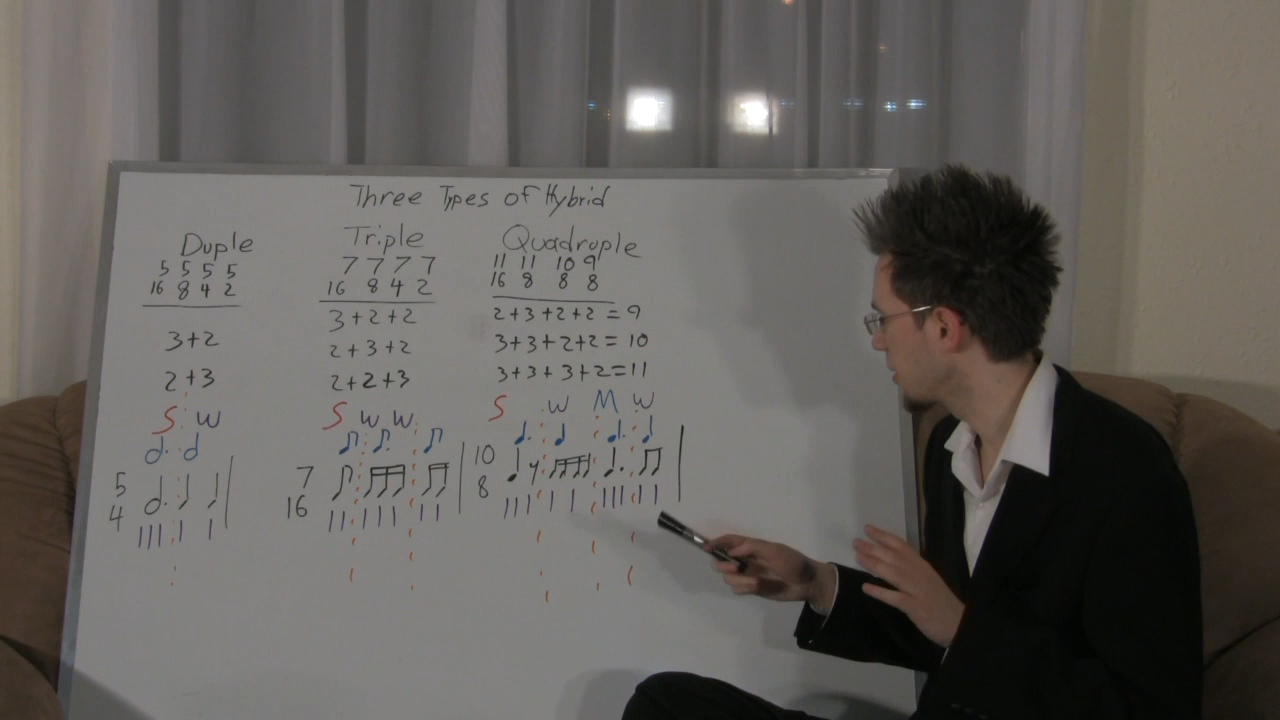 Three Types of Hybrid
Duple
5 5 5 5
16 8 4 2
3+2
2+3
S W
5
4
Triple
7 7 7 7
16 8 4 2
3+2+2
2+3+2
2+2+3
S W W
7
16
Quadruple
11 11 10 9
16 8 8 8
2+3+2+2=9
3+3+2+2=10
3+3+3+2=11
S W M W
10
8